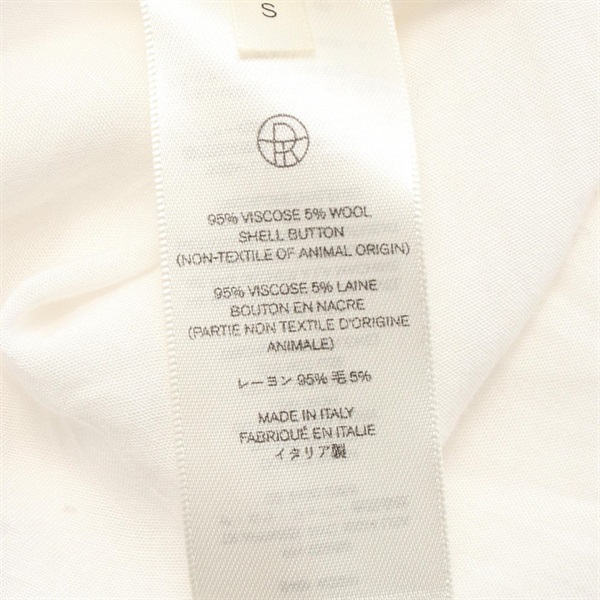 S
95% VISCOSE 5% WOOL
SHELL BUTTON
(NON-TEXTILE OF ANIMAL ORIGIN)
95% VISCOSE 5% LAINE
BOUTON EN NACRE
(PARTIE NON TEXTILE D'ORIGINE
ANIMALE)
レーヨン 95% 毛 5%
MADE IN ITALY
FABRIQUÉ EN ITALIE
イタリア製